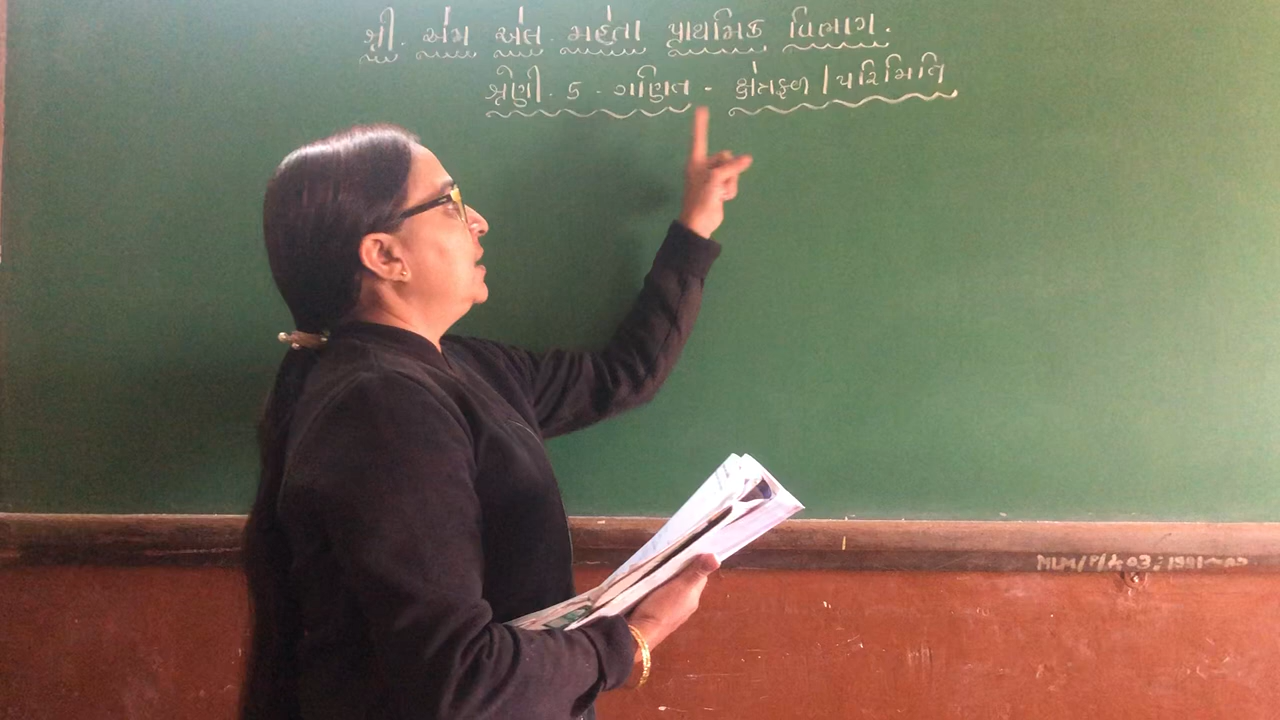 શ્રી. એમ એલ. મહેતા પ્રાથમિક વિભાગ.
શ્રેણી. ૬ - ગણિત - ક્ષેત્રફળ / પરિમિતિ